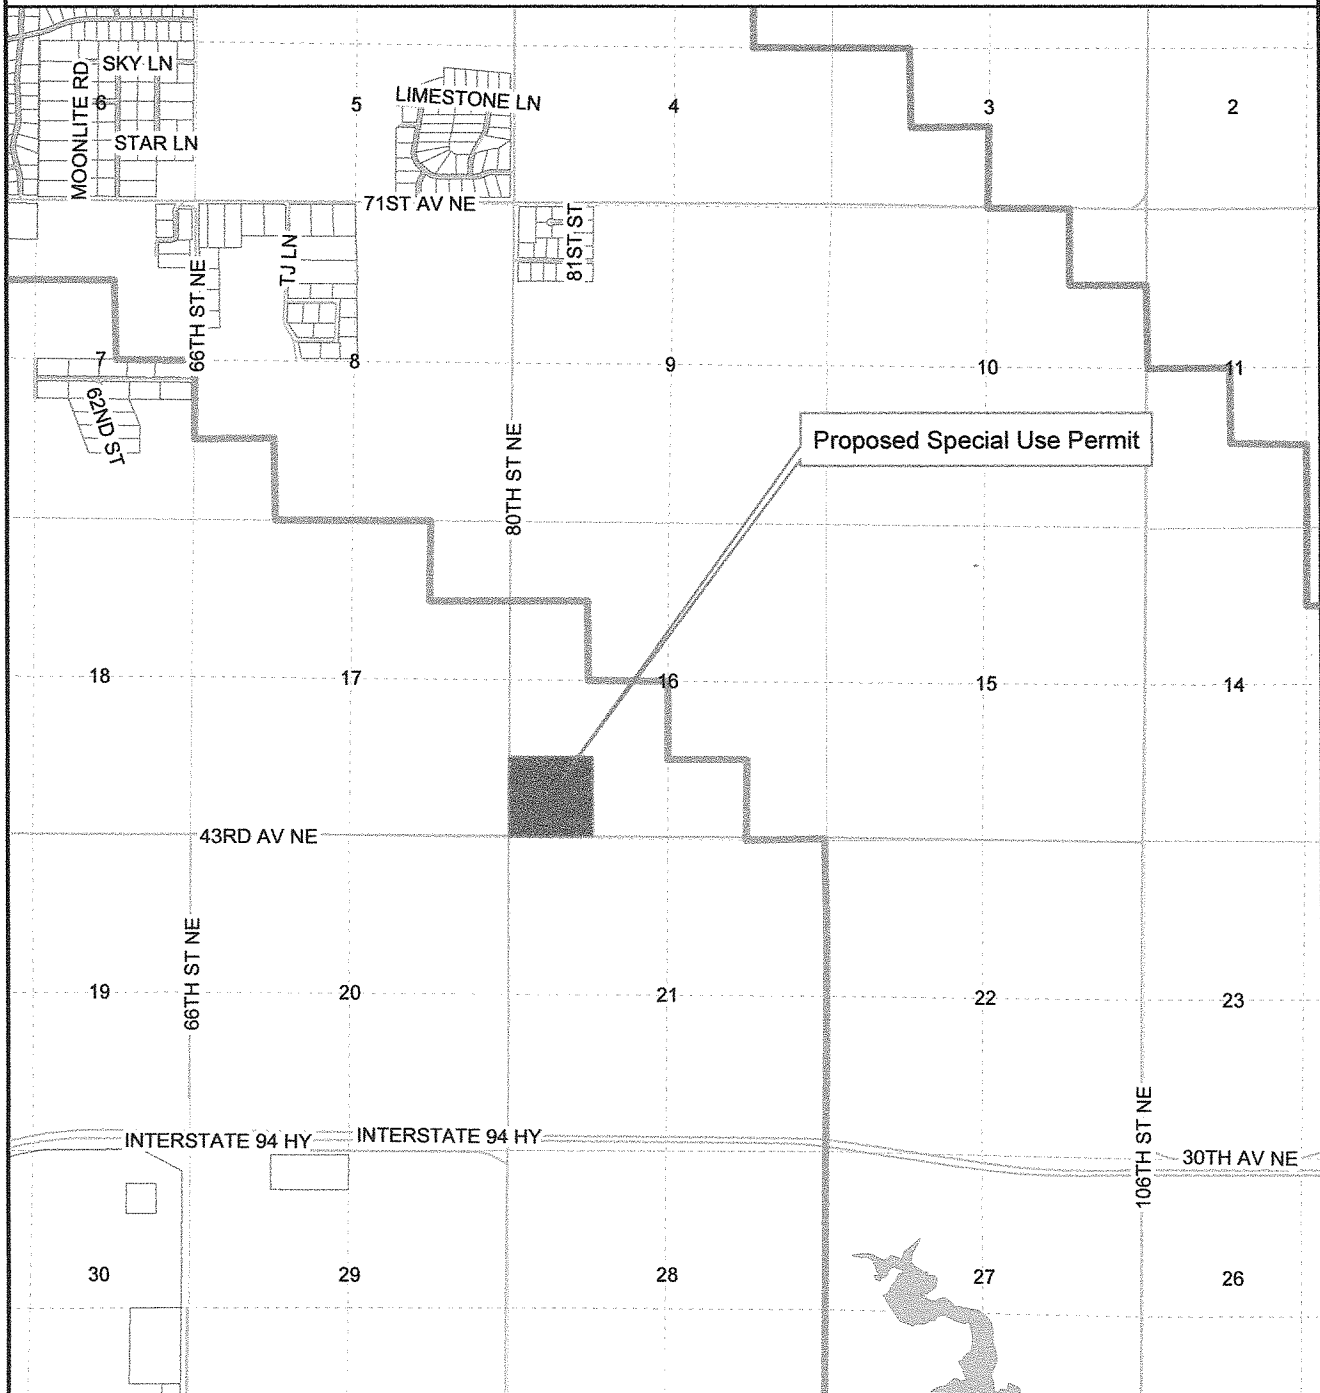 SKY LN
MOONLITE RD
6
5
LIMESTONE LN
4
3
2
STAR LN
71ST AV NE
66TH ST NE
TJ LN
81ST ST
7
8
9
10
11
62ND ST
80TH ST NE
Proposed Special Use Permit
18
17
16
15
14
43RD AV NE
66TH ST NE
19
20
21
22
23
INTERSTATE 94 HY
INTERSTATE 94 HY
106TH ST NE
30TH AV NE
30
29
28
27
26